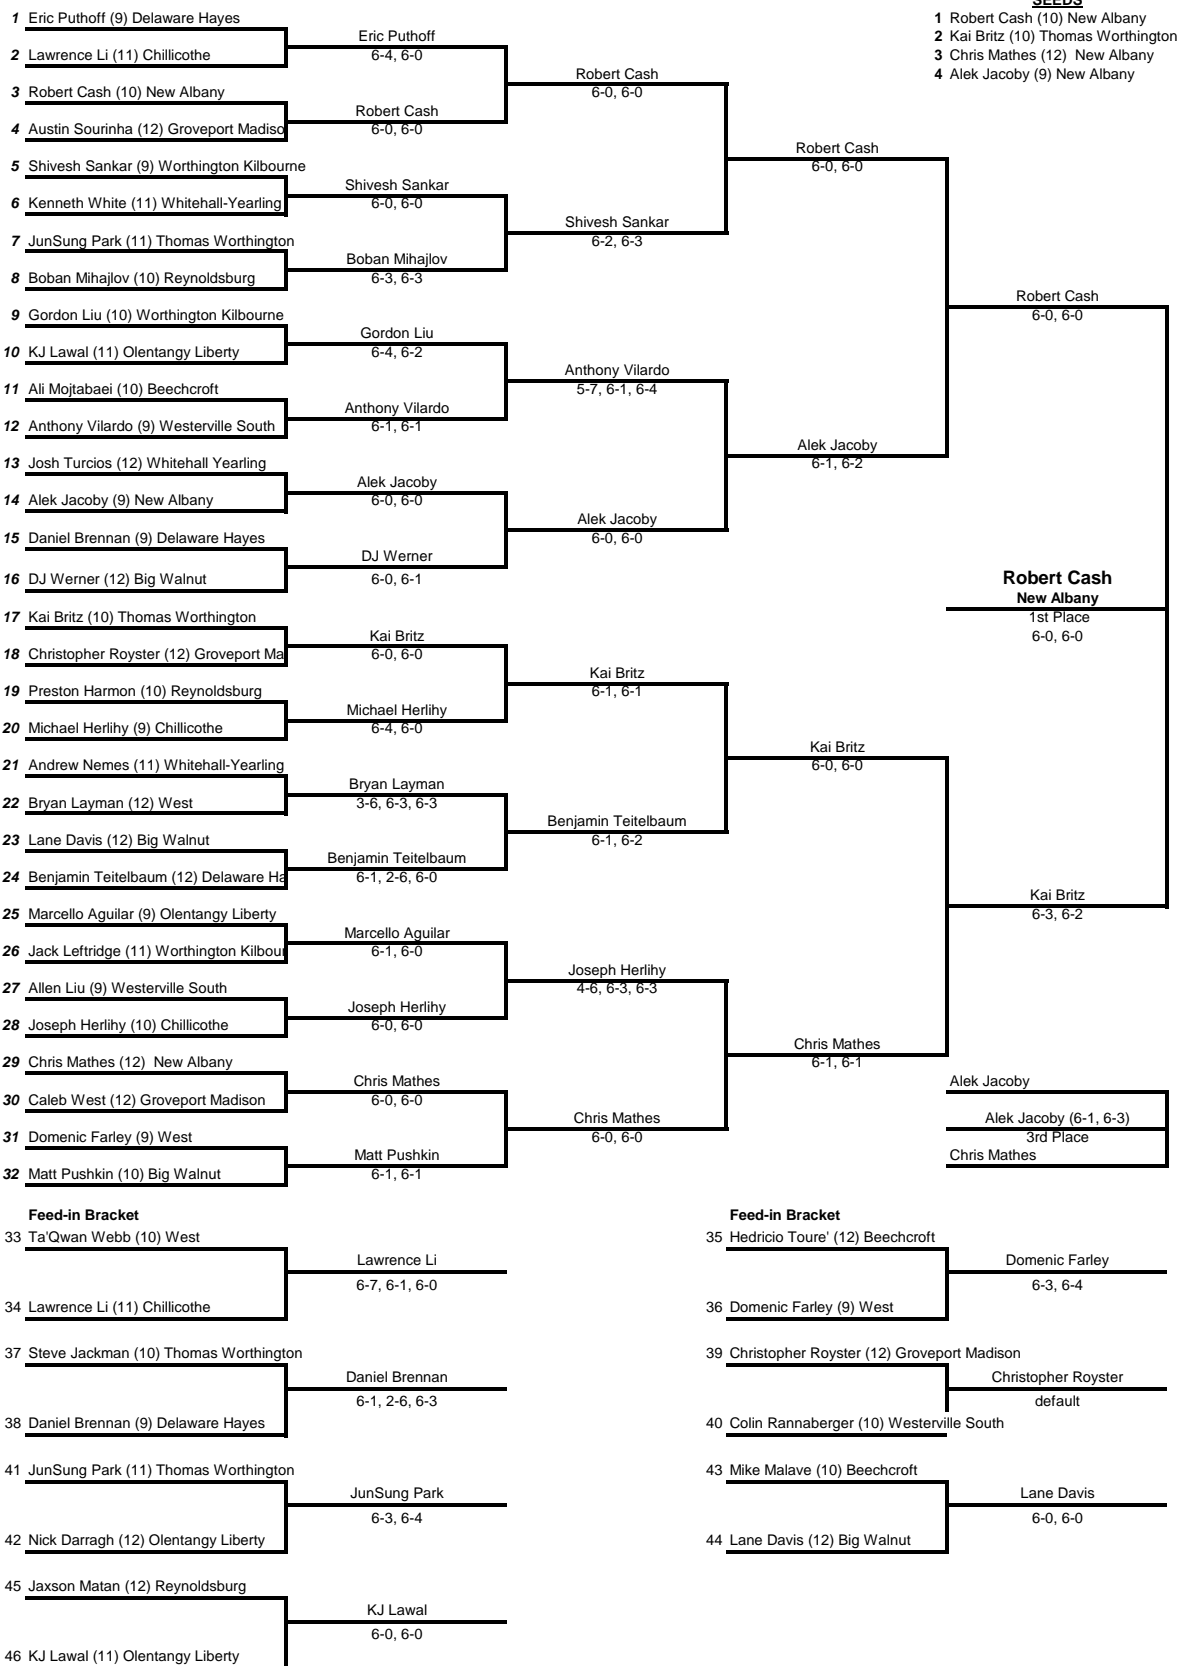 SEEDS
1 Robert Cash (10) New Albany
2 Kai Britz (10) Thomas Worthington
3 Chris Mathes (12) New Albany
4 Alek Jacoby (9) New Albany
1 Eric Puthoff (9) Delaware Hayes
2 Lawrence Li (11) Chillicothe
3 Robert Cash (10) New Albany
4 Austin Sourinha (12) Groveport Madiso
5 Shivesh Sankar (9) Worthington Kilbourne
6 Kenneth White (11) Whitehall-Yearling
7 JunSung Park (11) Thomas Worthington
8 Boban Mihajlov (10) Reynoldsburg
9 Gordon Liu (10) Worthington Kilbourne
10 KJ Lawal (11) Olentangy Liberty
11 Ali Mojtabaei (10) Beechcroft
12 Anthony Vilardo (9) Westerville South
13 Josh Turcios (12) Whitehall Yearling
14 Alek Jacoby (9) New Albany
15 Daniel Brennan (9) Delaware Hayes
16 DJ Werner (12) Big Walnut
17 Kai Britz (10) Thomas Worthington
18 Christopher Royster (12) Groveport Ma
19 Preston Harmon (10) Reynoldsburg
20 Michael Herlihy (9) Chillicothe
21 Andrew Nemes (11) Whitehall-Yearling
22 Bryan Layman (12) West
23 Lane Davis (12) Big Walnut
24 Benjamin Teitelbaum (12) Delaware Ha
25 Marcello Aguilar (9) Olentangy Liberty
26 Jack Leftridge (11) Worthington Kilbour
27 Allen Liu (9) Westerville South
28 Joseph Herlihy (10) Chillicothe
29 Chris Mathes (12) New Albany
30 Caleb West (12) Groveport Madison
31 Domenic Farley (9) West
32 Matt Pushkin (10) Big Walnut
Eric Puthoff
6-4, 6-0
Robert Cash
6-0, 6-0
Shivesh Sankar
6-0, 6-0
Boban Mihajlov
6-3, 6-3
Gordon Liu
6-4, 6-2
Anthony Vilardo
6-1, 6-1
Alek Jacoby
6-0, 6-0
DJ Werner
6-0, 6-1
Kai Britz
6-0, 6-0
Michael Herlihy
6-4, 6-0
Bryan Layman
3-6, 6-3, 6-3
Benjamin Teitelbaum
6-1, 2-6, 6-0
Marcello Aguilar
6-1, 6-0
Joseph Herlihy
6-0, 6-0
Chris Mathes
6-0, 6-0
Matt Pushkin
6-1, 6-1
Robert Cash
6-0, 6-0
Shivesh Sankar
6-2, 6-3
Anthony Vilardo
5-7, 6-1, 6-4
Alek Jacoby
6-0, 6-0
Kai Britz
6-1, 6-1
Benjamin Teitelbaum
6-1, 6-2
Joseph Herlihy
4-6, 6-3, 6-3
Chris Mathes
6-0, 6-0
Robert Cash
6-0, 6-0
Alek Jacoby
6-1, 6-2
Kai Britz
6-0, 6-0
Chris Mathes
6-1, 6-1
Robert Cash
6-0, 6-0
Kai Britz
6-3, 6-2
Robert Cash
New Albany
1st Place
6-0, 6-0
Alek Jacoby
Alek Jacoby (6-1, 6-3)
3rd Place
Chris Mathes
Feed-in Bracket
33 Ta'Qwan Webb (10) West
Lawrence Li
6-7, 6-1, 6-0
34 Lawrence Li (11) Chillicothe
37 Steve Jackman (10) Thomas Worthington
Daniel Brennan
6-1, 2-6, 6-3
38 Daniel Brennan (9) Delaware Hayes
41 JunSung Park (11) Thomas Worthington
JunSung Park
6-3, 6-4
42 Nick Darragh (12) Olentangy Liberty
45 Jaxson Matan (12) Reynoldsburg
KJ Lawal
6-0, 6-0
46 KJ Lawal (11) Olentangy Liberty
Feed-in Bracket
35 Hedricio Toure' (12) Beechcroft
Domenic Farley
6-3, 6-4
36 Domenic Farley (9) West
39 Christopher Royster (12) Groveport Madison
Christopher Royster
default
40 Colin Rannaberger (10) Westerville South
43 Mike Malave (10) Beechcroft
Lane Davis
6-0, 6-0
44 Lane Davis (12) Big Walnut